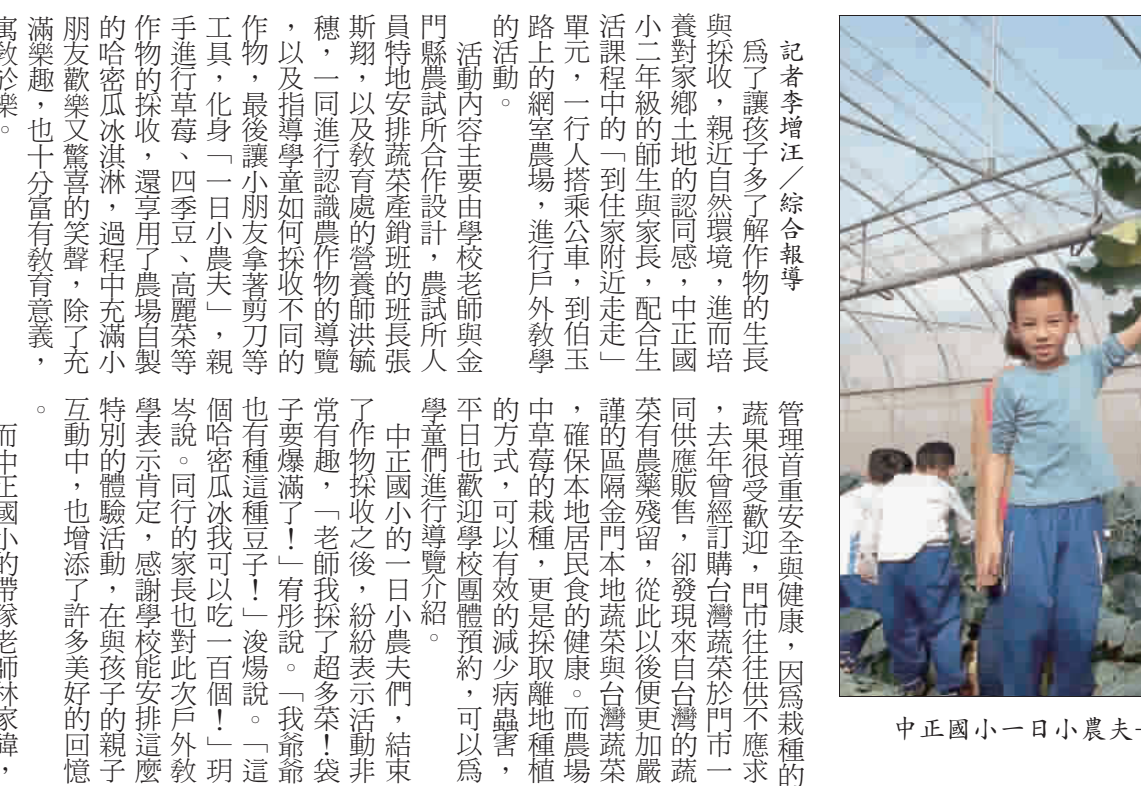 記者李增汪／綜合報導
為了讓孩子多了解作物的生長
與採收，親近自然環境，進而培
養對家鄉土地的認同感，中正國
小二年級的師生與家長，配合生
活課程中的「到住家附近走走」
單元，一行人搭乘公車，到伯玉
路上的網室農場，進行戶外教學
的活動。
活動內容主要由學校老師與金
門縣農試所合作設計，農試所人
員特地安排蔬菜產銷班的班長張
斯翔，以及教育處的營養師洪毓
穗，一同進行認識農作物的導覽
，以及指導學童如何採收不同的
作物，最後讓小朋友拿著剪刀等
工具，化身「一日小農夫」，親
手進行草莓、四季豆、高麗菜等
作物的採收，還享用了農場自製
的哈密瓜冰淇淋，過程中充滿小
朋友歡樂又驚喜的笑聲，除了充
滿樂趣，也十分富有教育意義，
寓教於樂。
管理首重安全與健康，因為栽種的
蔬果很受歡迎，門市往往供不應求
，去年曾經訂購台灣蔬菜於門市一
同供應販售，卻發現來自台灣的蔬
菜有農藥殘留，從此以後便更加嚴
謹的區隔金門本地蔬菜與台灣蔬菜
，確保本地居民食的健康。而農場
中草莓的栽種，更是採取離地種植
的方式，可以有效的減少病蟲害，
平日也歡迎學校團體預約，可以為
學童們進行導覽介紹。
中正國小的一日小農夫們，結束
了作物採收之後，紛紛表示活動非
常有趣，「老師我採了超多菜！袋
子要爆滿了！」宥彤說。「我爺爺
也有種這種豆子！」浚煬說。「這
個哈密瓜冰我可以吃一百個！」玥
岑說。同行的家長也對此次戶外教
學表示肯定，感謝學校能安排這麼
特別的體驗活動，在與孩子的親子
互動中，也增添了許多美好的回憶
。
而中正國小的帶隊老師林家緯，
中正國小一日小農夫